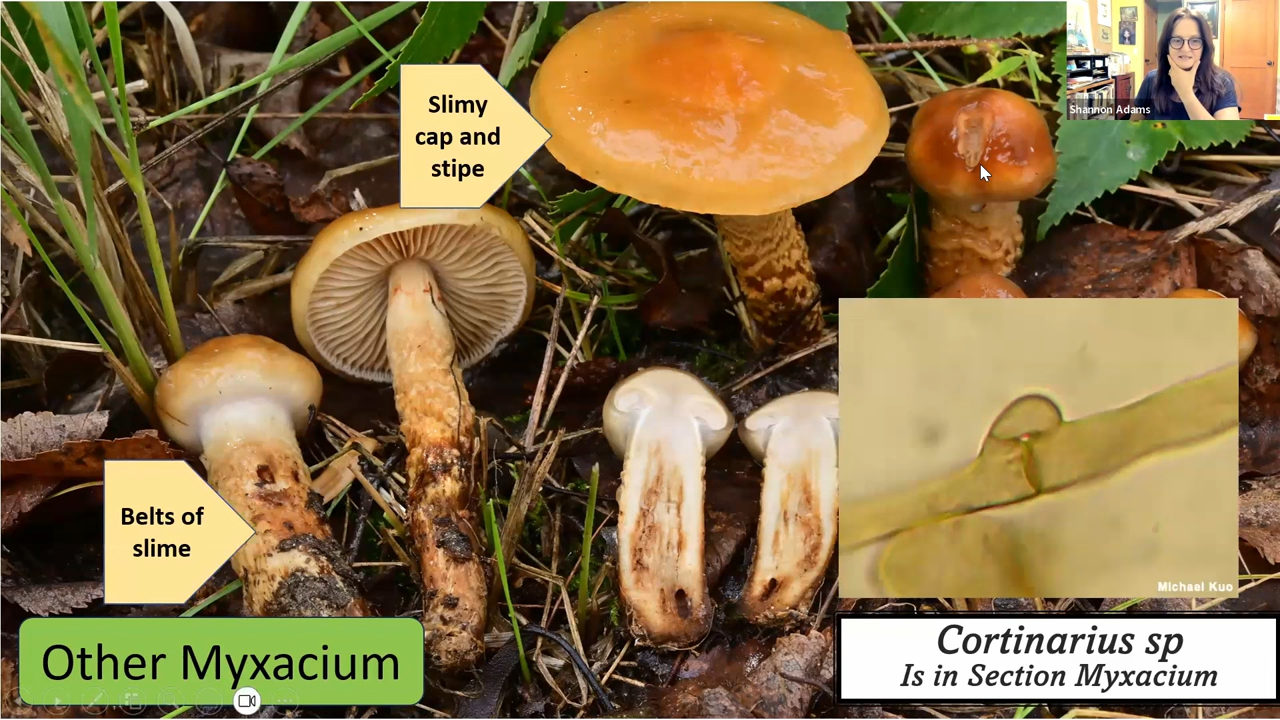 Slimy
cap and
stipe
Shannon Adams
Belts of
slime
Michael Kuo
Other Myxacium
Cortinarius sp
Is in Section Myxacium